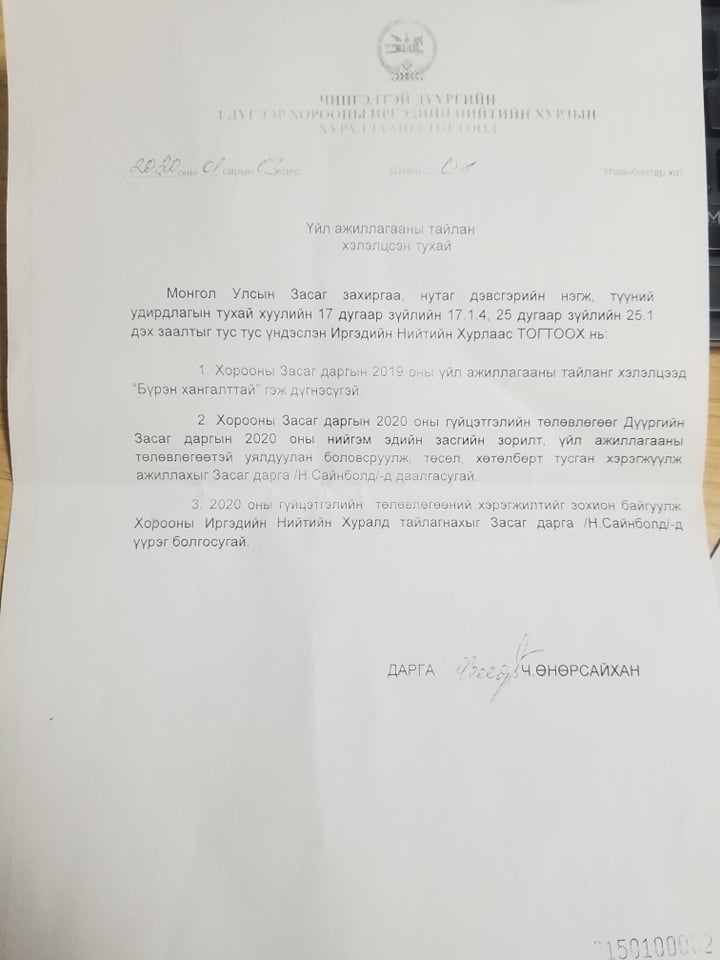 ЧИНГЭЛТЭЙ ДҮҮРГИЙН
1 ДҮГЭЭР ХОРООНЫ ИРГЭДИЙН НИЙТИЙН ХУРЛЫН
ХУРАЛДААНЫ ТОГТООЛ
2020 оны 01 сарын 03 өдөр Дугаар 01 Улаанбаатар хот
Үйл ажиллагааны тайлан
хэлэлцсэн тухай
Монгол Улсын Засаг захиргаа, нутаг дэвсгэрийн нэгж, түүний
удирдлагын тухай хуулийн 17 дугаар зүйлийн 17.1.4, 25 дугаар зүйлийн 25.1
дэх заалтыг тус тус үндэслэн Иргэдийн Нийтийн Хурлаас ТОГТООХ нь:
1. Хорооны Засаг даргын 2019 оны үйл ажиллагааны тайланг хэлэлцээд
“Бүрэн хангалттай” гэж дүгнэсүгэй.
2. Хорооны Засаг даргын 2020 оны гүйцэтгэлийн төлөвлөгөөг Дүүргийн
Засаг даргын 2020 оны нийгэм эдийн засгийн зорилт, үйл ажиллагааны
төлөвлөгөөтэй уялдуулан боловсруулж, төсөл, хөтөлбөрт тусган хэрэгжүүлж
ажиллахыг Засаг дарга /Н.Сайнболд/-д даалгасугай.
3. 2020 оны гүйцэтгэлийн төлөвлөгөөний хэрэгжилтийг зохион байгуулж
Хорооны Иргэдийн Нийтийн Хуралд тайлагнахыг Засаг дарга /Н.Сайнболд/-д
үүрэг болгосугай.
ДАРГА Ч.ӨНӨРСАЙХАН